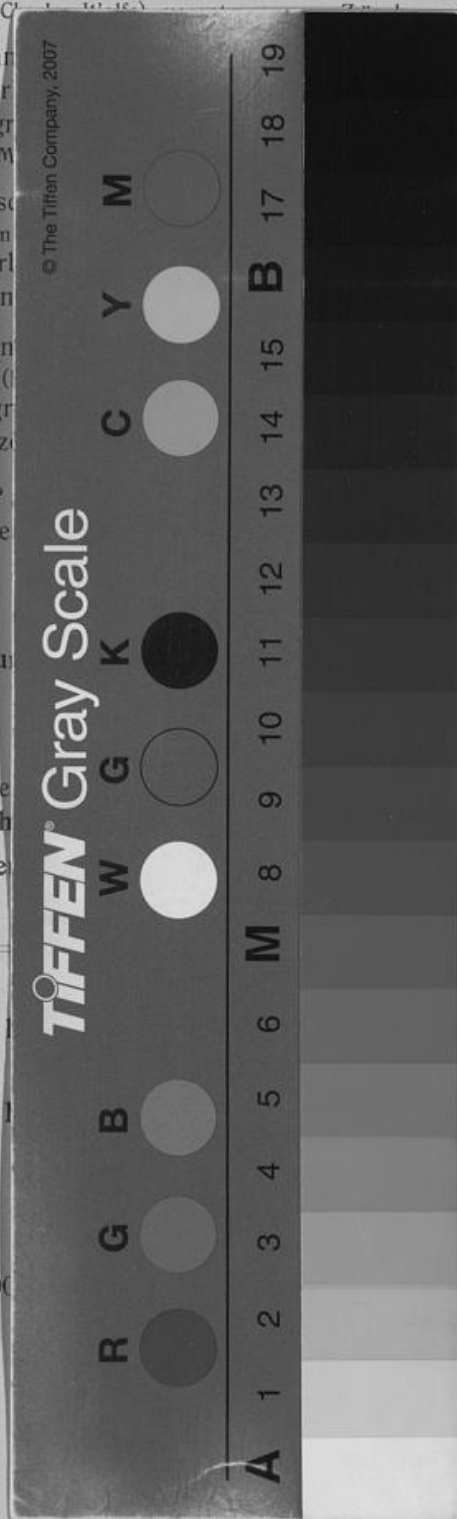 © The Tiffen Company, 2007
TIFFEN® Gray Scale
R G B W G K C Y M
A 1 2 3 4 5 6 M 8 9 10 11 12 13 14 15 B 17 18 19